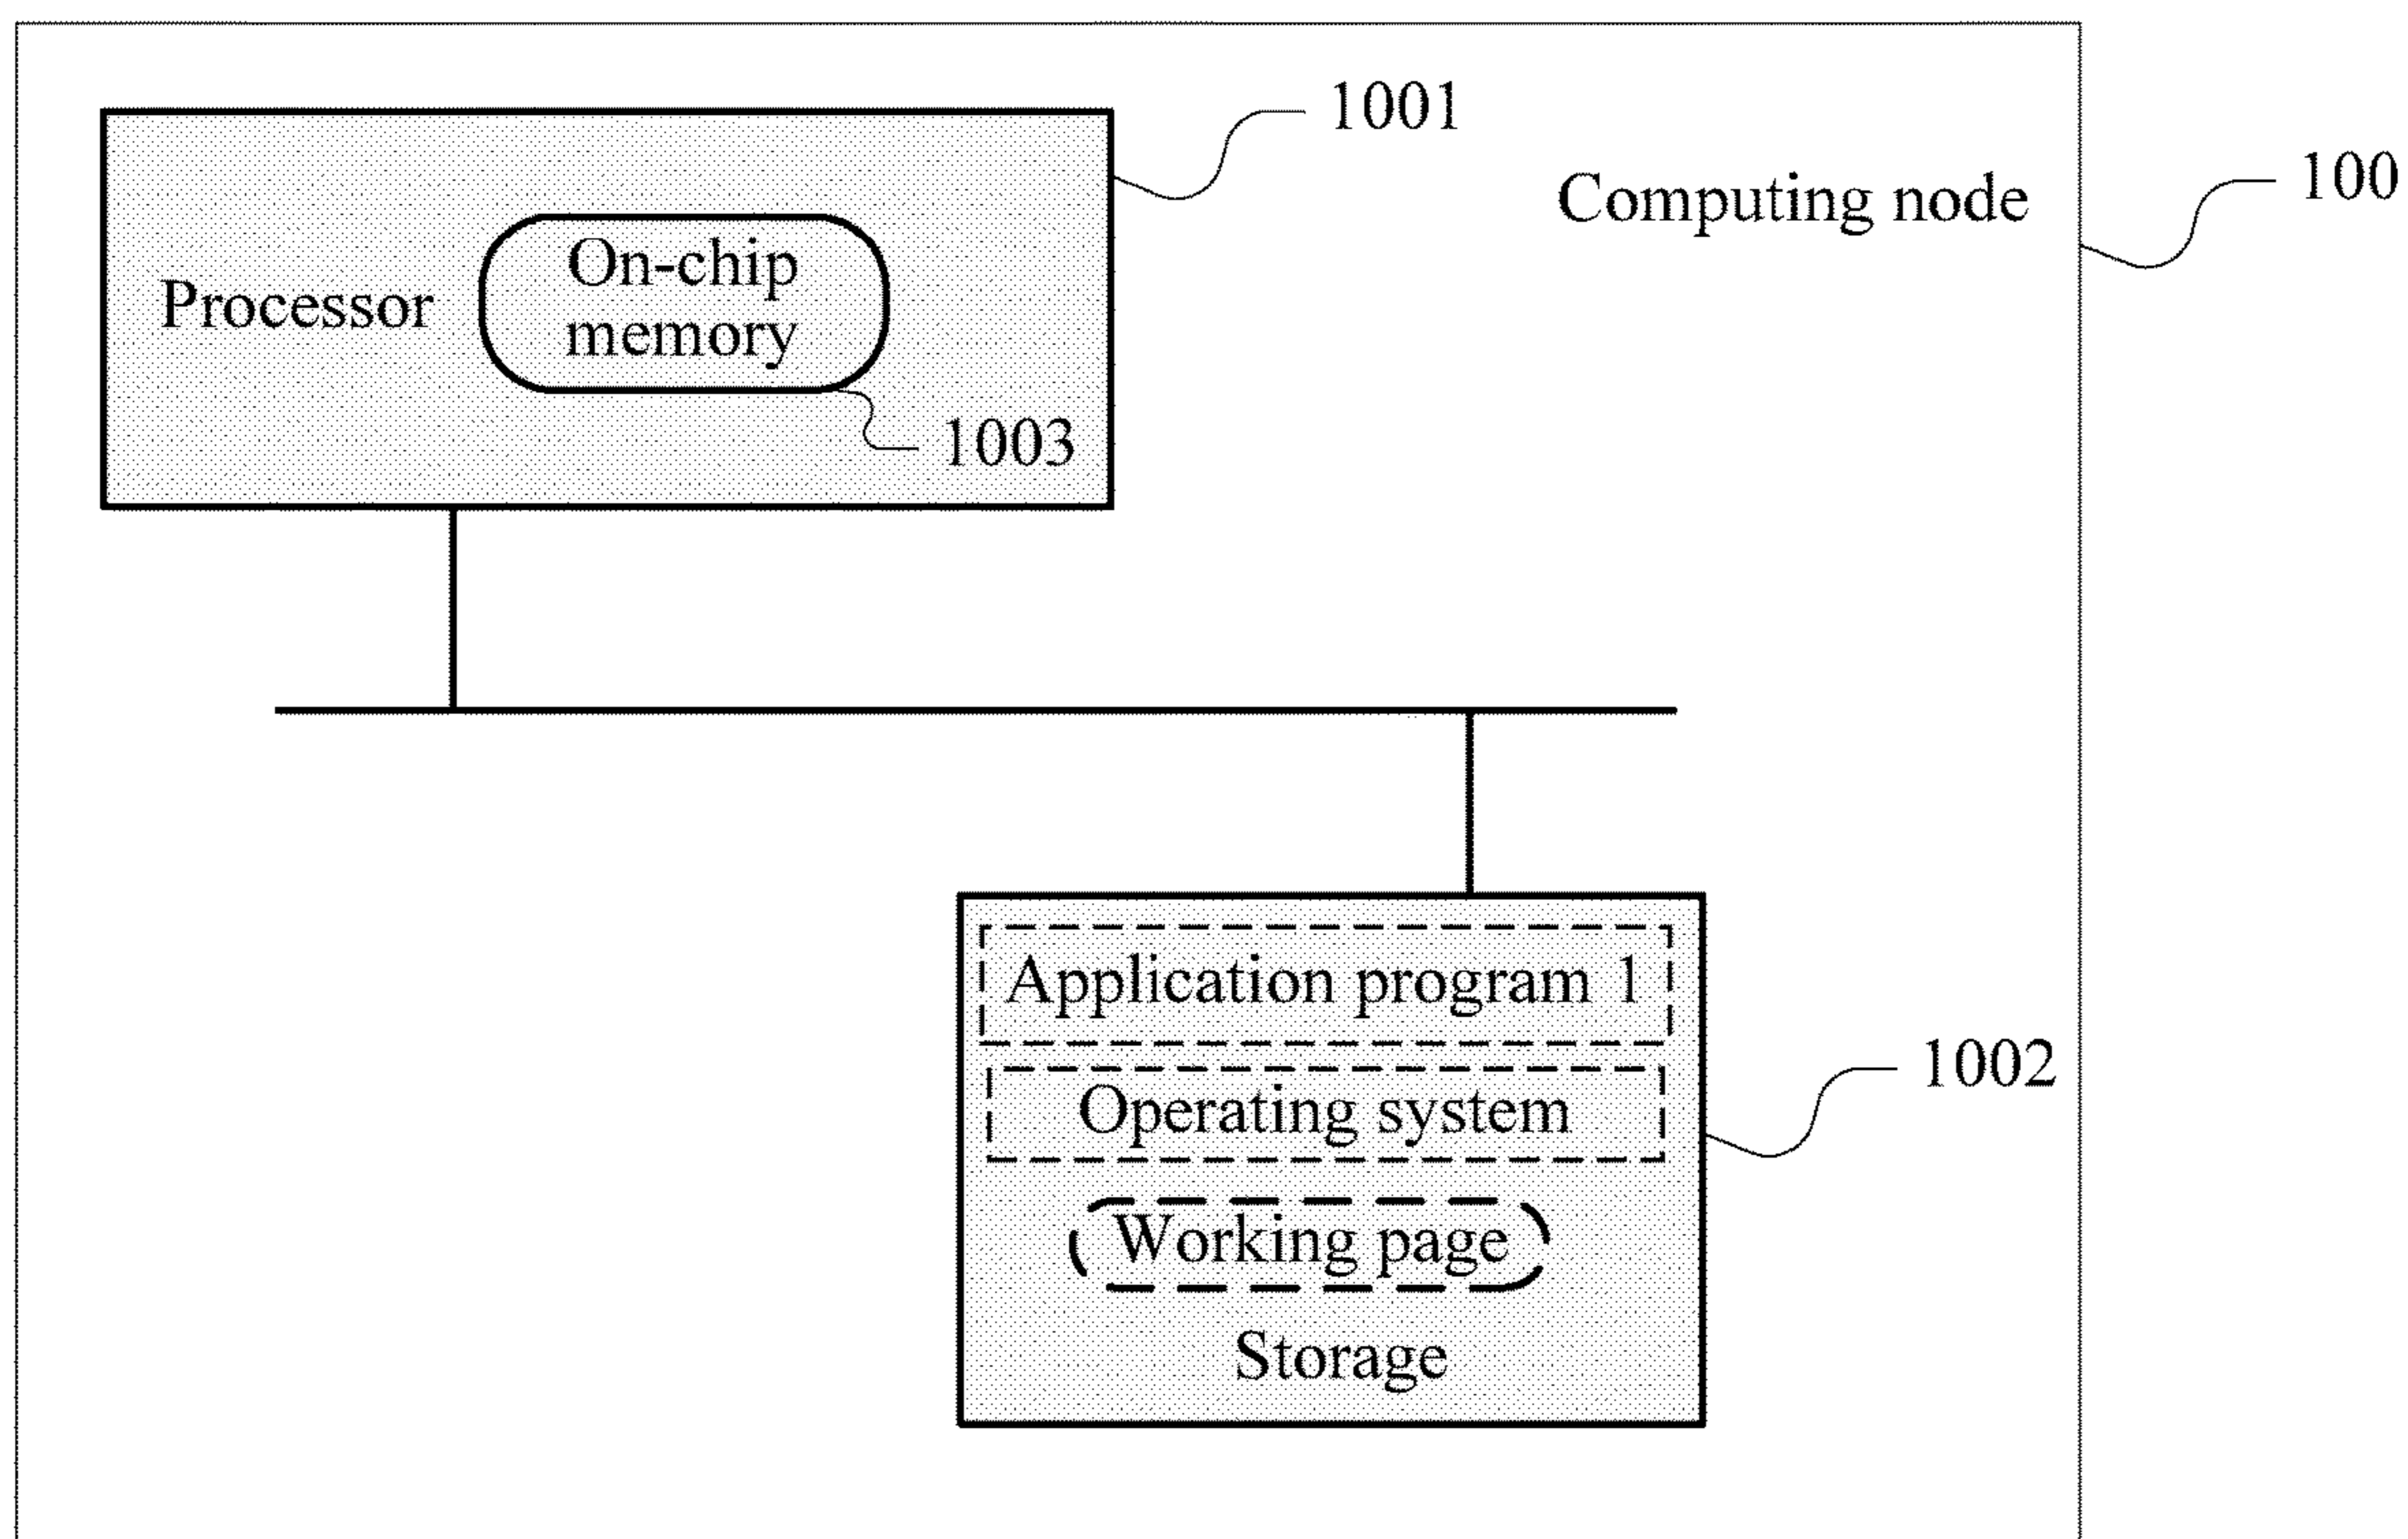 1001
Computing node
100
On-chip
Processor
memory
1003
Application program 1
1002
Operating system
Working page
Storage